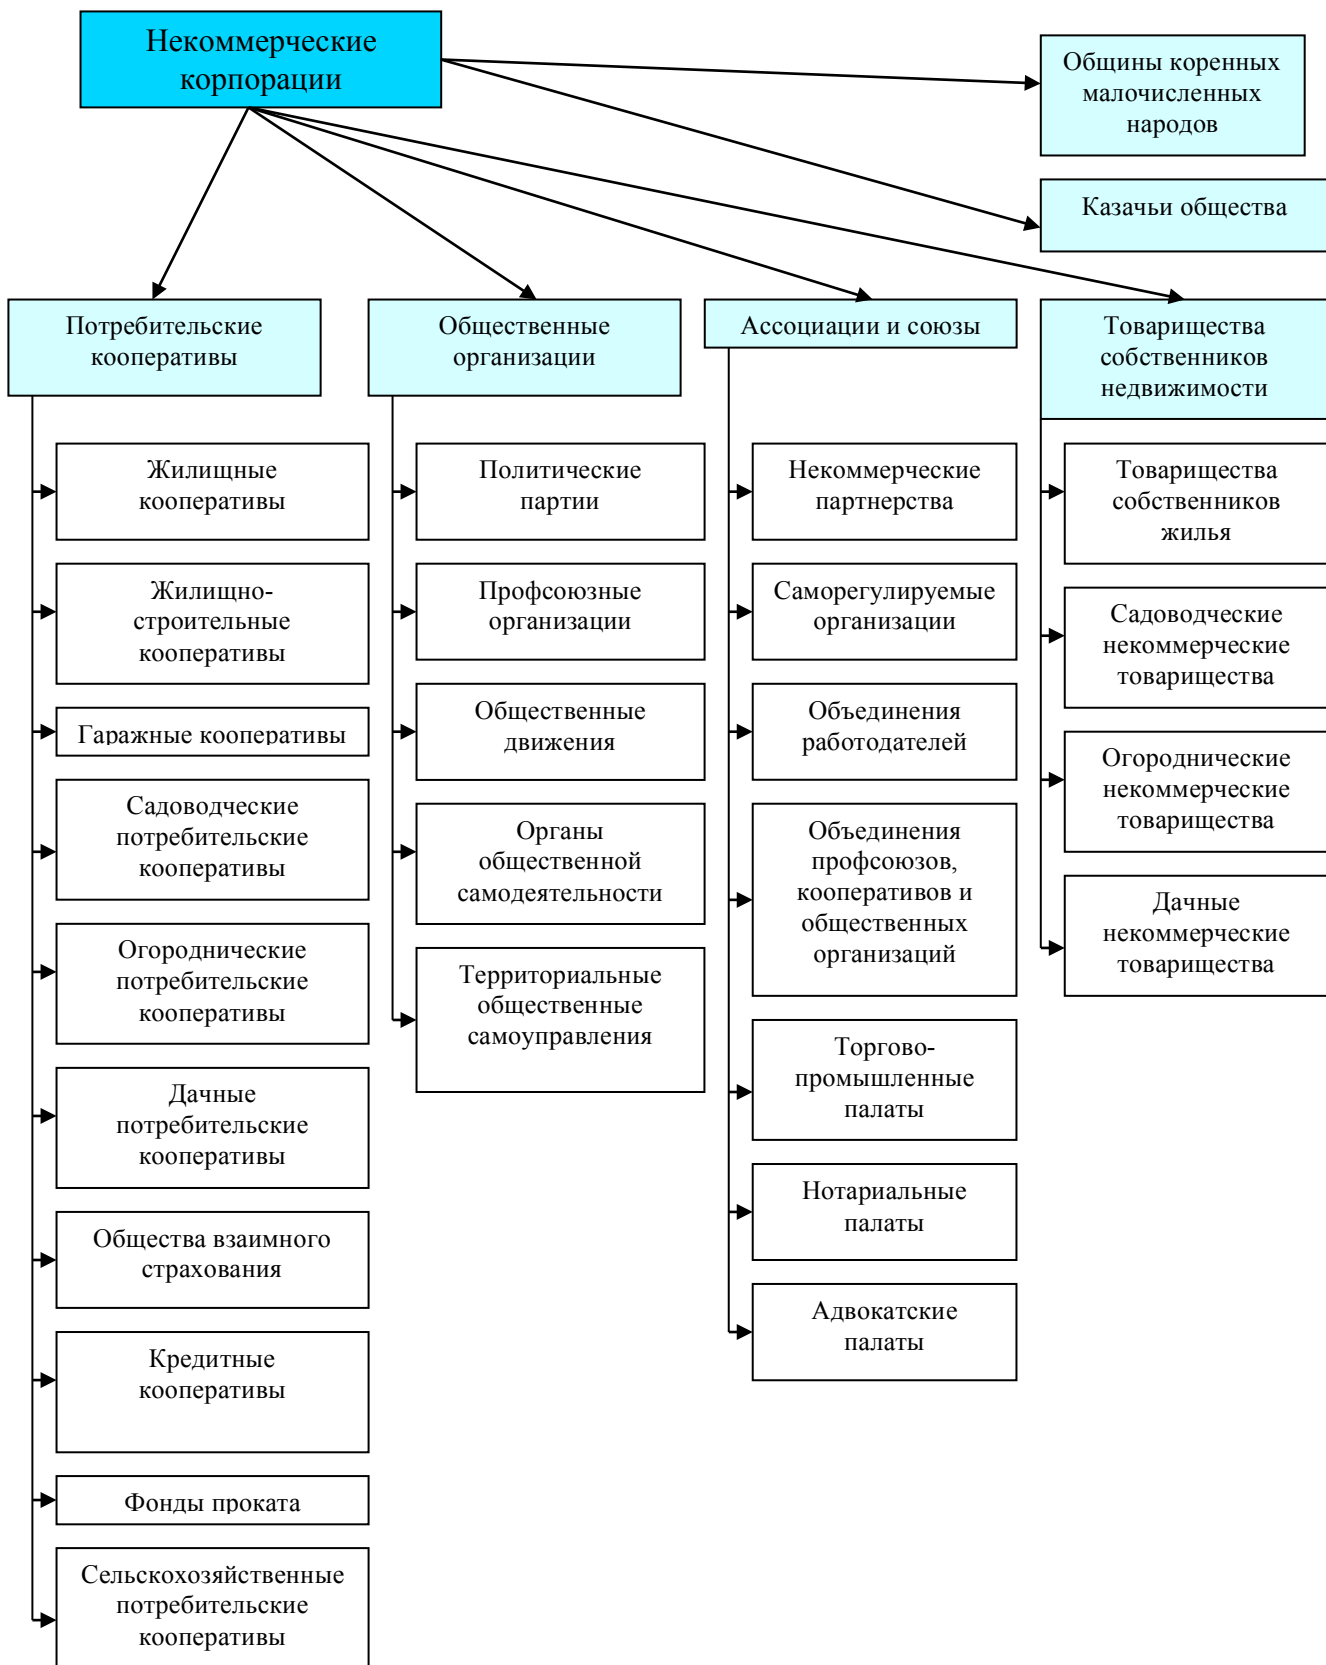 Некоммерческие
корпорации
Общины коренных
малочисленных
народов
Казачьи общества
Потребительские
кооперативы
Жилищные
кооперативы
Жилищно-
строительные
кооперативы
Гаражные кооперативы
Садоводческие
потребительские
кооперативы
Огороднические
потребительские
кооперативы
Дачные
потребительские
кооперативы
Общества взаимного
страхования
Кредитные
кооперативы
Фонды проката
Сельскохозяйственные
потребительские
кооперативы
Общественные
организации
Политические
партии
Профсоюзные
организации
Общественные
движения
Органы
общественной
самодеятельности
Территориальные
общественные
самоуправления
Ассоциации и союзы
Некоммерческие
партнерства
Саморегулируемые
организации
Объединения
работодателей
Объединения
профсоюзов,
кооперативов и
общественных
организаций
Торгово-
промышленные
палаты
Нотариальные
палаты
Адвокатские
палаты
Товарищества
собственников
недвижимости
Товарищества
собственников
жилья
Садоводческие
некоммерческие
товарищества
Огороднические
некоммерческие
товарищества
Дачные
некоммерческие
товарищества